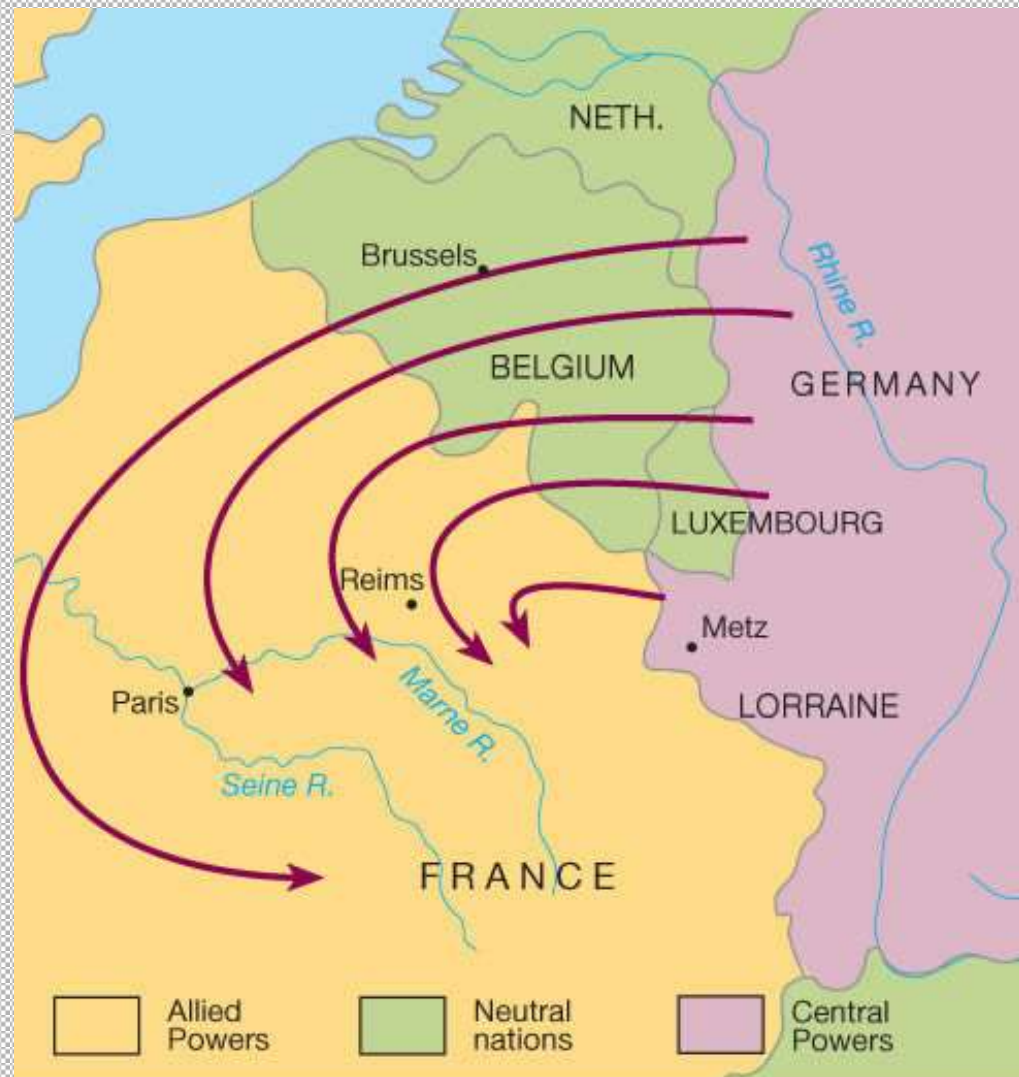 NETH.
Brussels
Rhine R.
BELGIUM
GERMANY
LUXEMBOURG
Reims
Metz
Paris
Marne R.
LORRAINE
Seine R.
FRANCE
Allied
Powers
Neutral
nations
Central
Powers